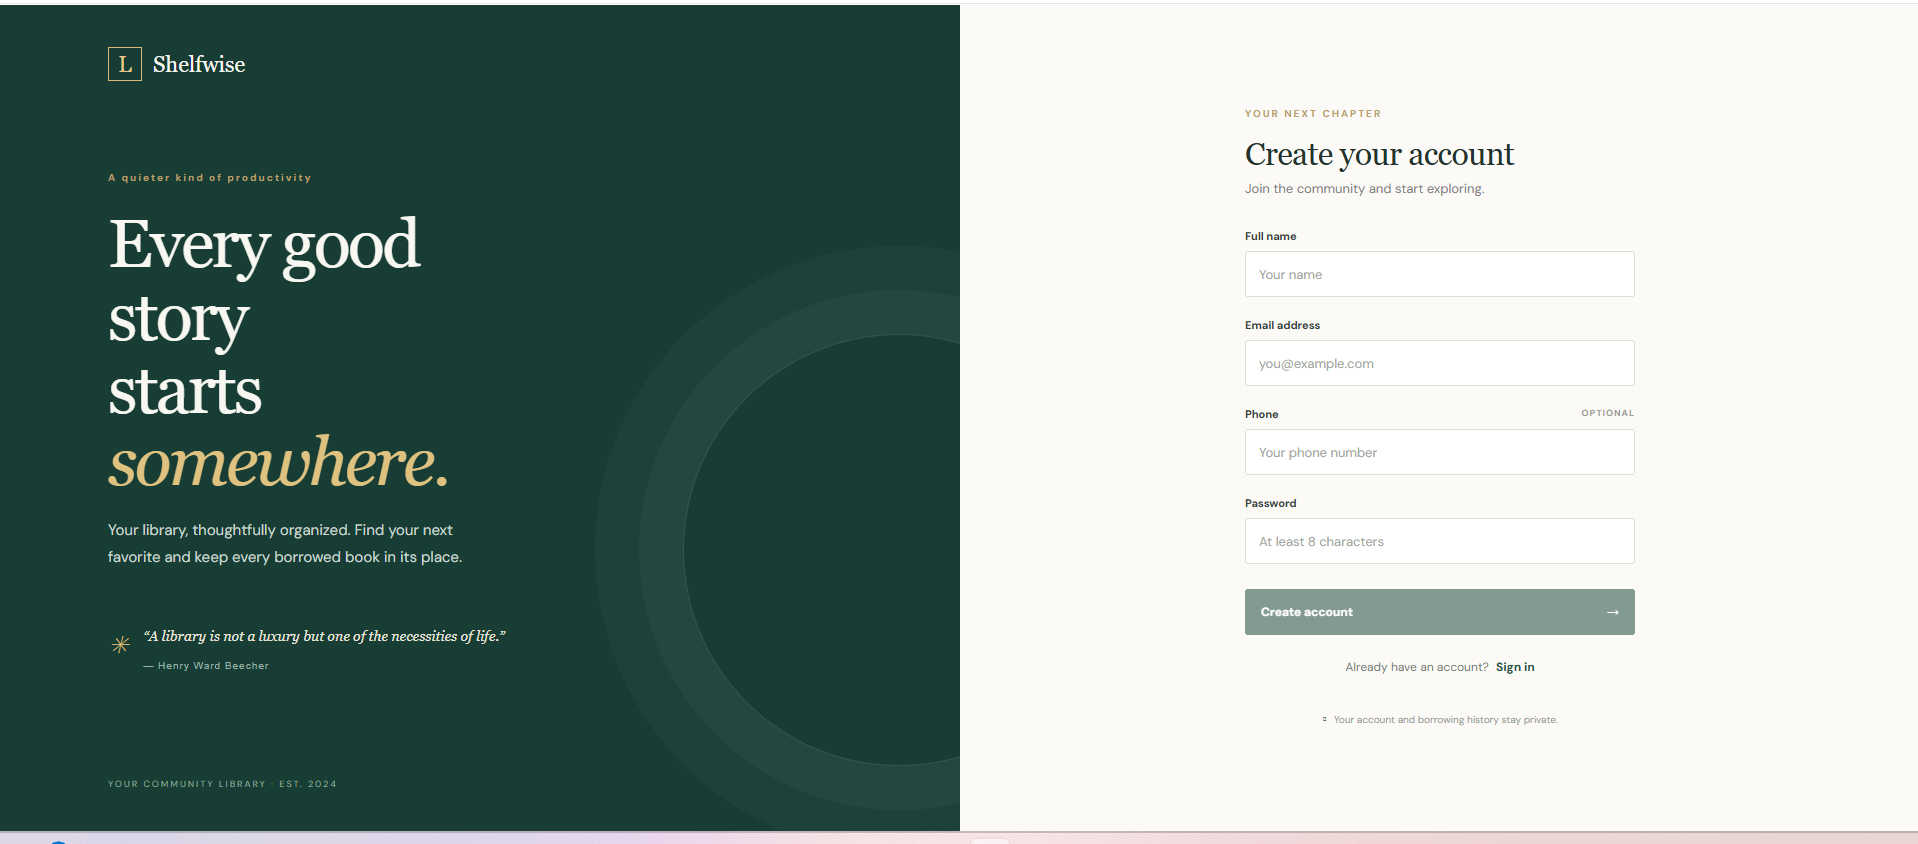 L Shelfwise
A quieter kind of productivity
Every good
story
starts
somewhere.
Your library, thoughtfully organized. Find your next
favorite and keep every borrowed book in its place.
“A library is not a luxury but one of the necessities of life.”
— Henry Ward Beecher
YOUR COMMUNITY LIBRARY · EST. 2024
YOUR NEXT CHAPTER
Create your account
Join the community and start exploring.
Full name
Your name
Email address
you@example.com
Phone OPTIONAL
Your phone number
Password
At least 8 characters
Create account →
Already have an account? Sign in
Your account and borrowing history stay private.